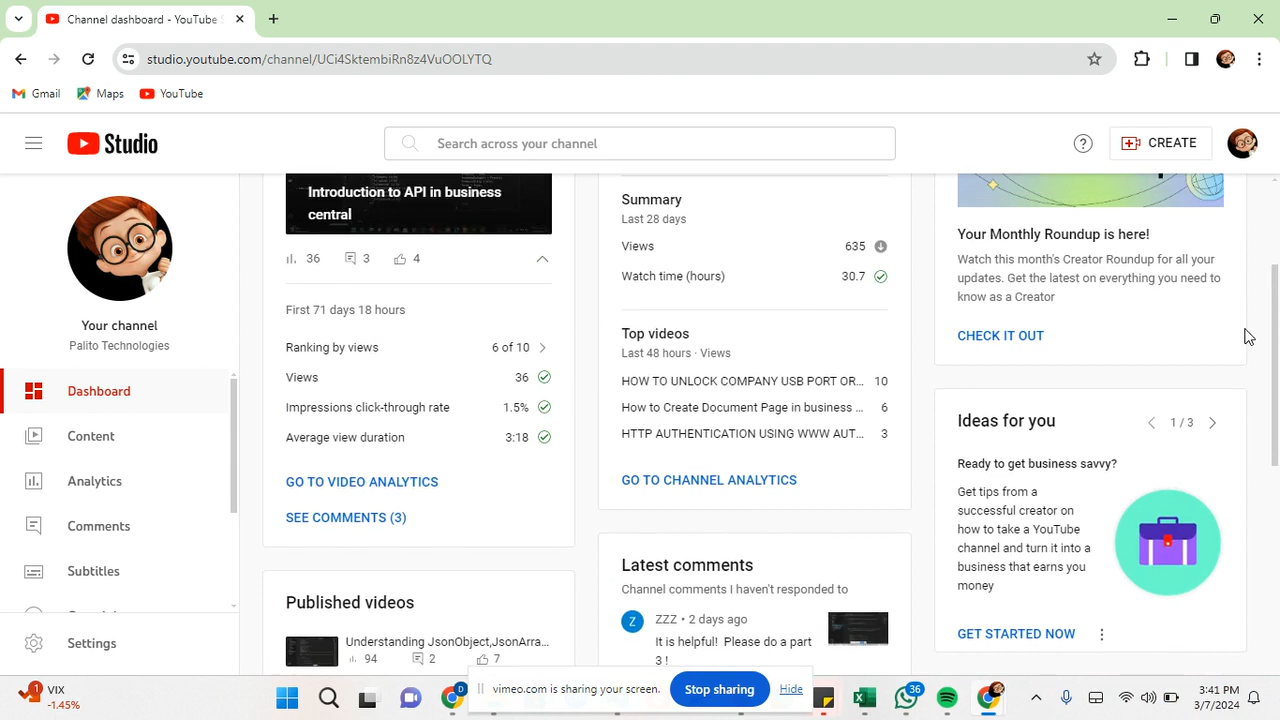 Channel dashboard - YouTube S
studio.youtube.com/channel/UCi4SktembiRn8z4VuOOLYTQ
Gmail
Maps
YouTube
Studio
Search across your channel
CREATE
Your channel
Palito Technologies
Dashboard
Content
Analytics
Comments
Subtitles
Settings
Introduction to API in business
central
36
3
4
First 71 days 18 hours
Ranking by views
6 of 10
Views
36
Impressions click-through rate
1.5%
Average view duration
3:18
GO TO VIDEO ANALYTICS
SEE COMMENTS (3)
Published videos
Understanding JsonObject,JsonArra...
94
2
7
Summary
Last 28 days
Views
635
Watch time (hours)
30.7
Top videos
Last 48 hours · Views
HOW TO UNLOCK COMPANY USB PORT OR...
10
How to Create Document Page in business ...
6
HTTP AUTHENTICATION USING WWW AUT...
3
GO TO CHANNEL ANALYTICS
Latest comments
Channel comments I haven't responded to
Z
ZZZ • 2 days ago
It is helpful! Please do a part
3 !
Your Monthly Roundup is here!
Watch this month's Creator Roundup for all your
updates. Get the latest on everything you need to
know as a Creator
CHECK IT OUT
Ideas for you
1 / 3
Ready to get business savvy?
Get tips from a
successful creator on
how to take a YouTube
channel and turn it into a
business that earns you
money
GET STARTED NOW
vimeo.com is sharing your screen.
Stop sharing
Hide
1
VIX
-1.45%
D
36
3:41 PM
3/7/2024